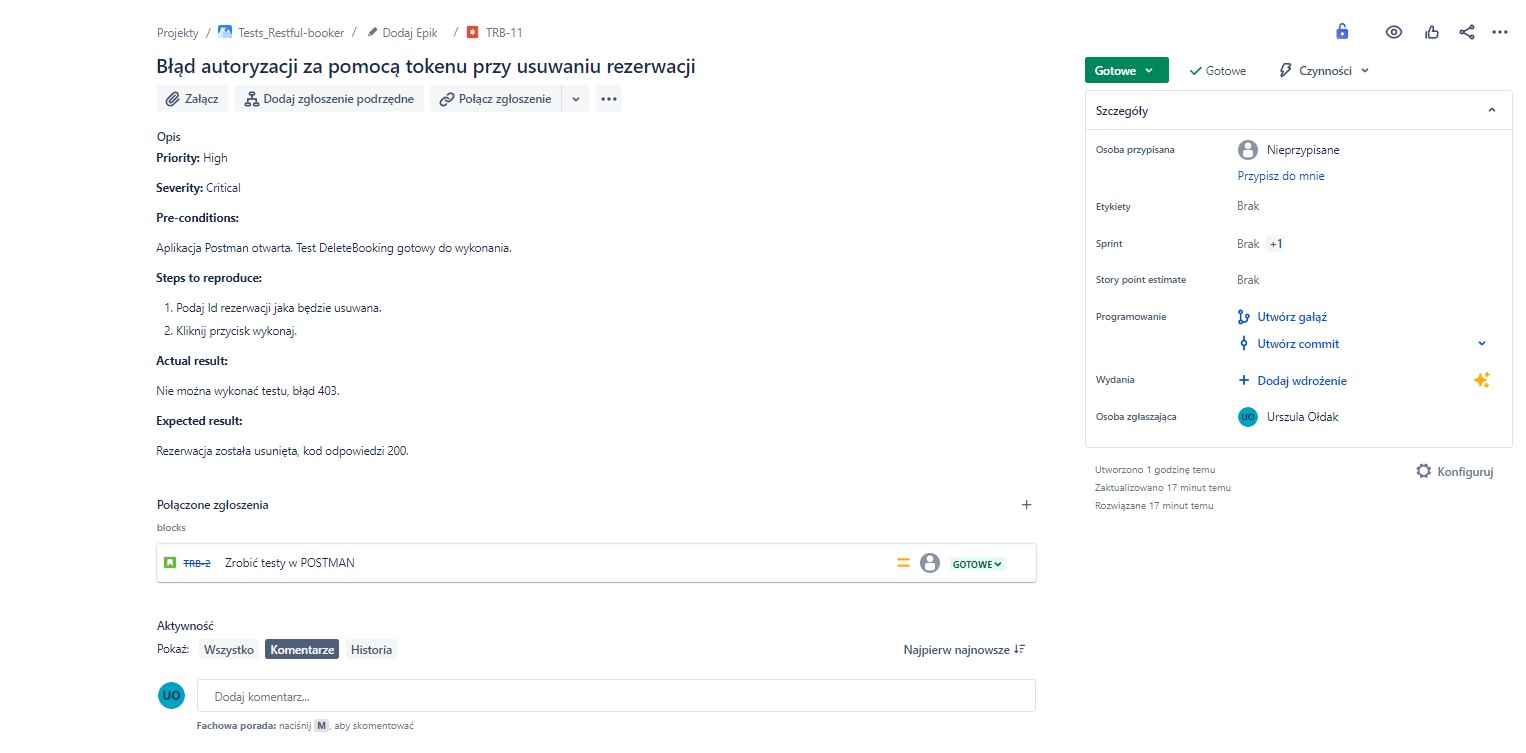 Projekty / Tests_Restful-booker / Dodaj Epik / TRB-11
Błąd autoryzacji za pomocą tokenu przy usuwaniu rezerwacji
Załącz Dodaj zgłoszenie podrzędne Połącz zgłoszenie
Opis
Priority: High
Severity: Critical
Pre-conditions:
Aplikacja Postman otwarta. Test DeleteBooking gotowy do wykonania.
Steps to reproduce:
1. Podaj Id rezerwacji jaka będzie usuwana.
2. Kliknij przycisk wykonaj.
Actual result:
Nie można wykonać testu, błąd 403.
Expected result:
Rezerwacja została usunięta, kod odpowiedzi 200.
Połączone zgłoszenia
blocks
TRB-2 Zrobić testy w POSTMAN GOTOWE
Aktywność
Pokaż: Wszystko Komentarze Historia Najpierw najnowsze
UO Dodaj komentarz...
Fachowa porada: naciśnij M, aby skomentować
Gotowe Gotowe Czynności
Szczegóły
Osoba przypisana Nieprzypisane
Przypisz do mnie
Etykiety Brak
Sprint Brak +1
Story point estimate Brak
Programowanie Utwórz gałąź
Utwórz commit
Wydania Dodaj wdrożenie
Osoba zgłaszająca UO Urszula Ołdak
Utworzono 1 godzinę temu Konfiguruj
Zaktualizowano 17 minut temu
Rozwiązane 17 minut temu